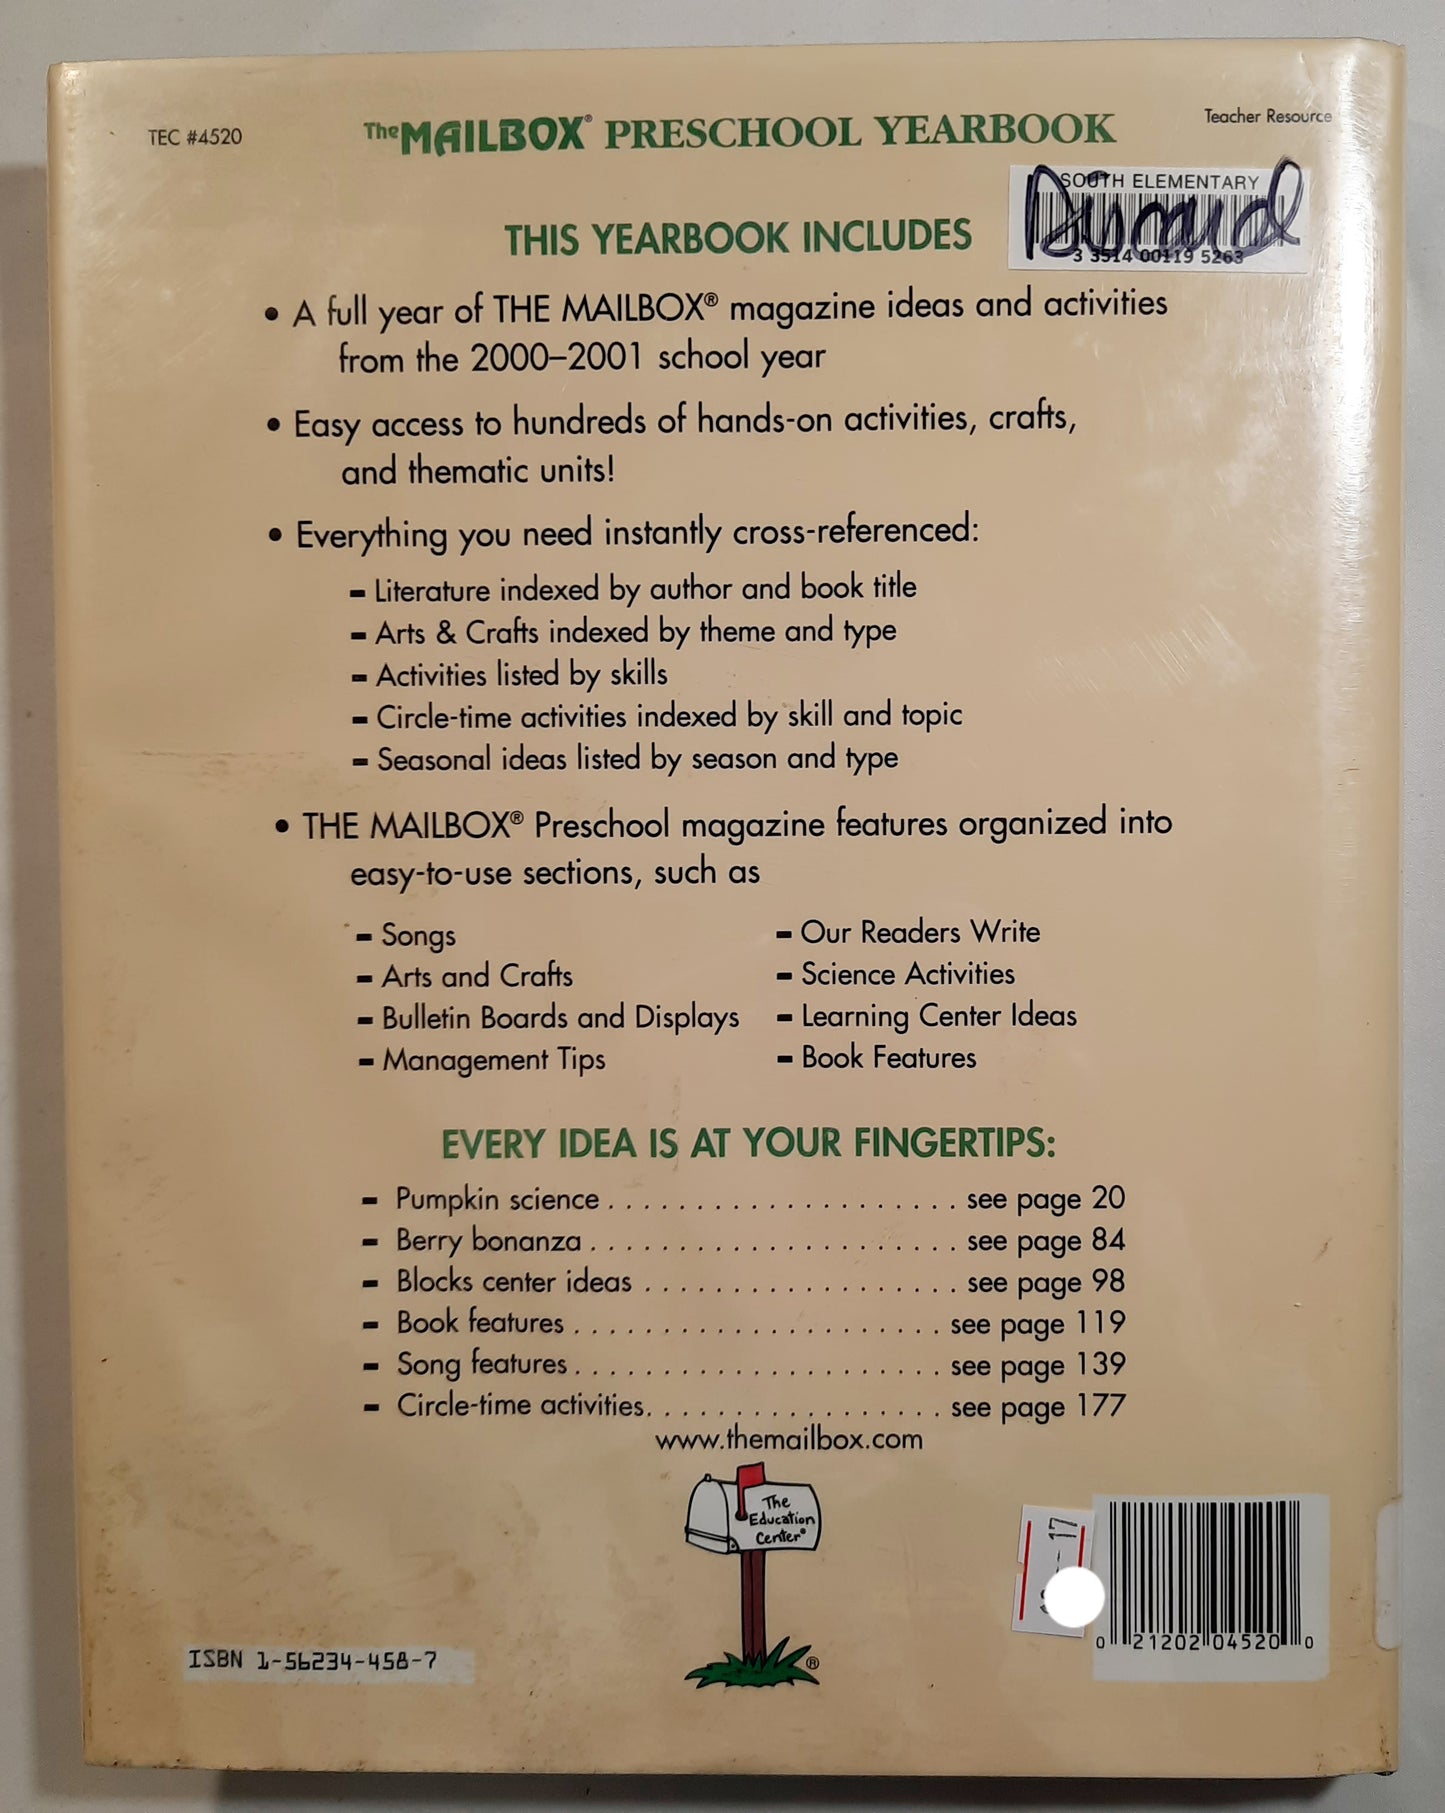 TEC #4520
The MAILBOX® PRESCHOOL YEARBOOK
Teacher Resource
SOUTH ELEMENTARY
3 3514 00119 5263
THIS YEARBOOK INCLUDES
• A full year of THE MAILBOX® magazine ideas and activities
from the 2000–2001 school year
• Easy access to hundreds of hands-on activities, crafts,
and thematic units!
• Everything you need instantly cross-referenced:
– Literature indexed by author and book title
– Arts & Crafts indexed by theme and type
– Activities listed by skills
– Circle-time activities indexed by skill and topic
– Seasonal ideas listed by season and type
• THE MAILBOX® Preschool magazine features organized into
easy-to-use sections, such as
– Songs
– Arts and Crafts
– Bulletin Boards and Displays
– Management Tips
– Our Readers Write
– Science Activities
– Learning Center Ideas
– Book Features
EVERY IDEA IS AT YOUR FINGERTIPS:
– Pumpkin science . . . . . . . . . . . . . . . . . . . . see page 20
– Berry bonanza . . . . . . . . . . . . . . . . . . . . . see page 84
– Blocks center ideas . . . . . . . . . . . . . . . . . . see page 98
– Book features . . . . . . . . . . . . . . . . . . . . . see page 119
– Song features . . . . . . . . . . . . . . . . . . . . . see page 139
– Circle-time activities. . . . . . . . . . . . . . . . . see page 177
www.themailbox.com
The
Education
Center®
®
17
ISBN 1-56234-458-7
0 21202 04520 0